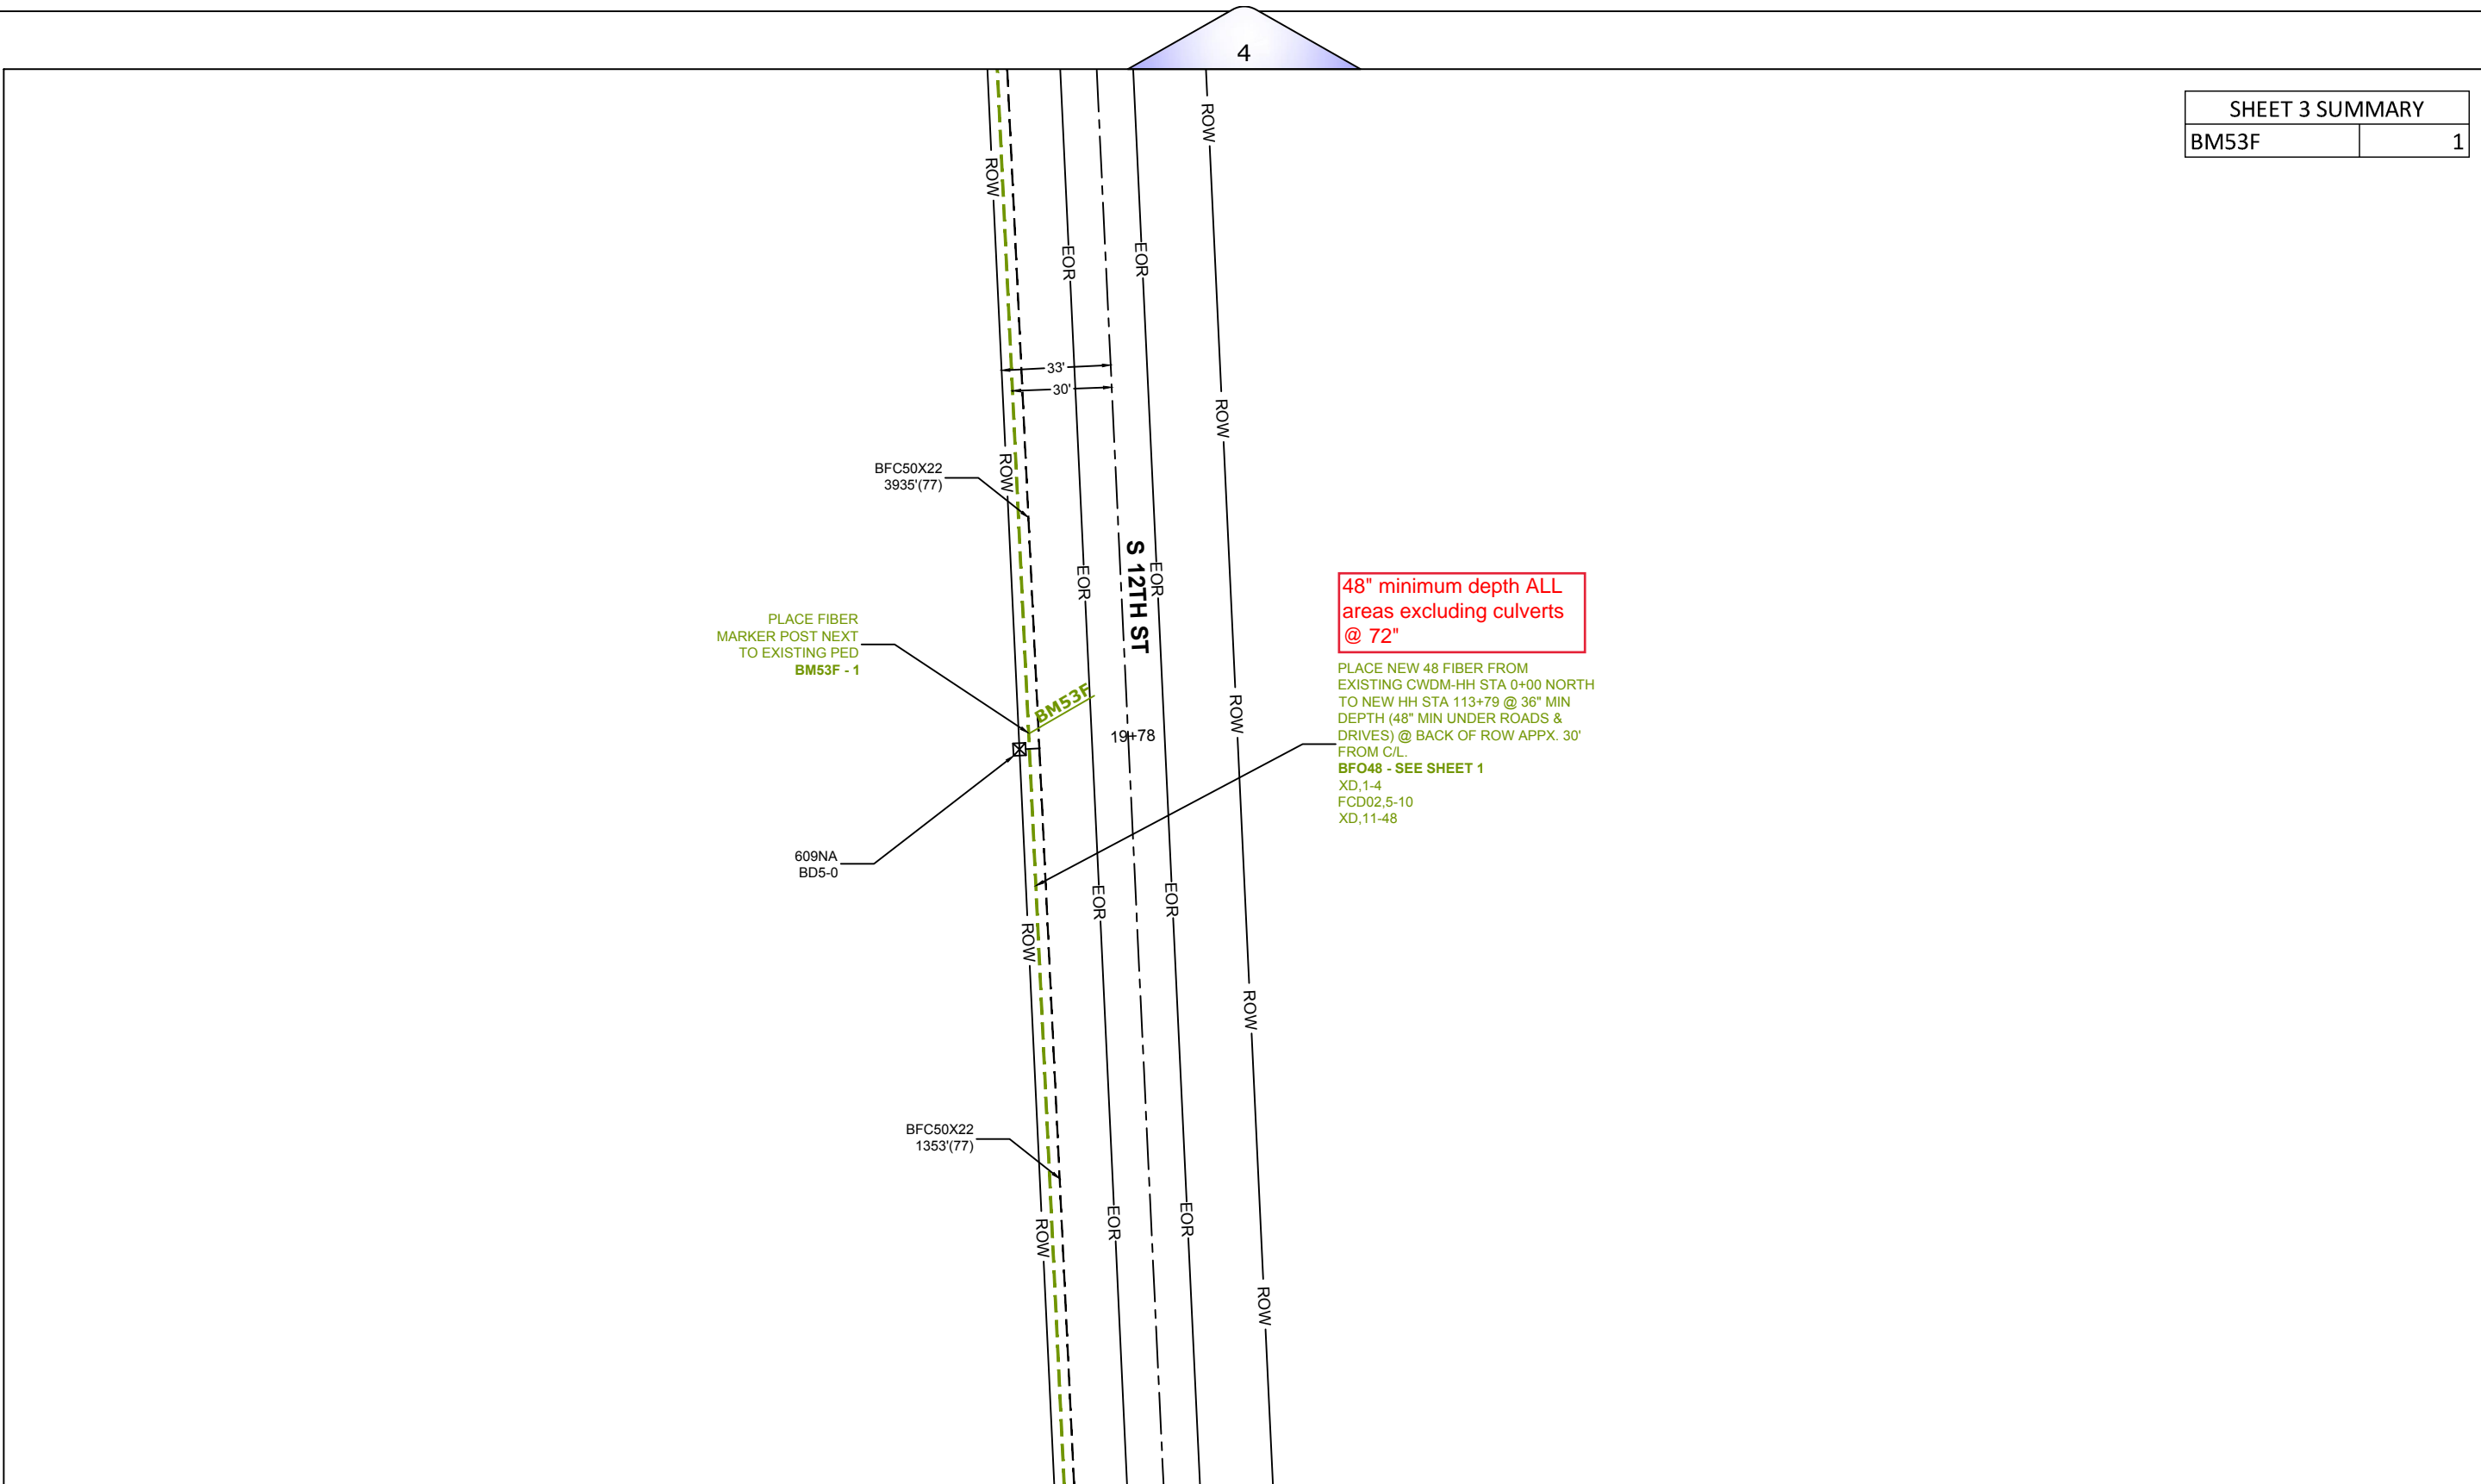 4
SHEET 3 SUMMARY
BM53F 1
ROW
ROW
EOR
EOR
33'
30'
ROW
BFC50X22
3935'(77)
ROW
S 12TH ST
EOR
EOR
48" minimum depth ALL
areas excluding culverts
@ 72"
PLACE FIBER
MARKER POST NEXT
TO EXISTING PED
BM53F - 1
BM53F
19+78
ROW
PLACE NEW 48 FIBER FROM
EXISTING CWDM-HH STA 0+00 NORTH
TO NEW HH STA 113+79 @ 36" MIN
DEPTH (48" MIN UNDER ROADS &
DRIVES) @ BACK OF ROW APPX. 30'
FROM C/L.
BFO48 - SEE SHEET 1
XD,1-4
FCD02,5-10
XD,11-48
609NA
BD5-0
EOR
EOR
ROW
ROW
BFC50X22
1353'(77)
EOR
EOR
ROW
ROW